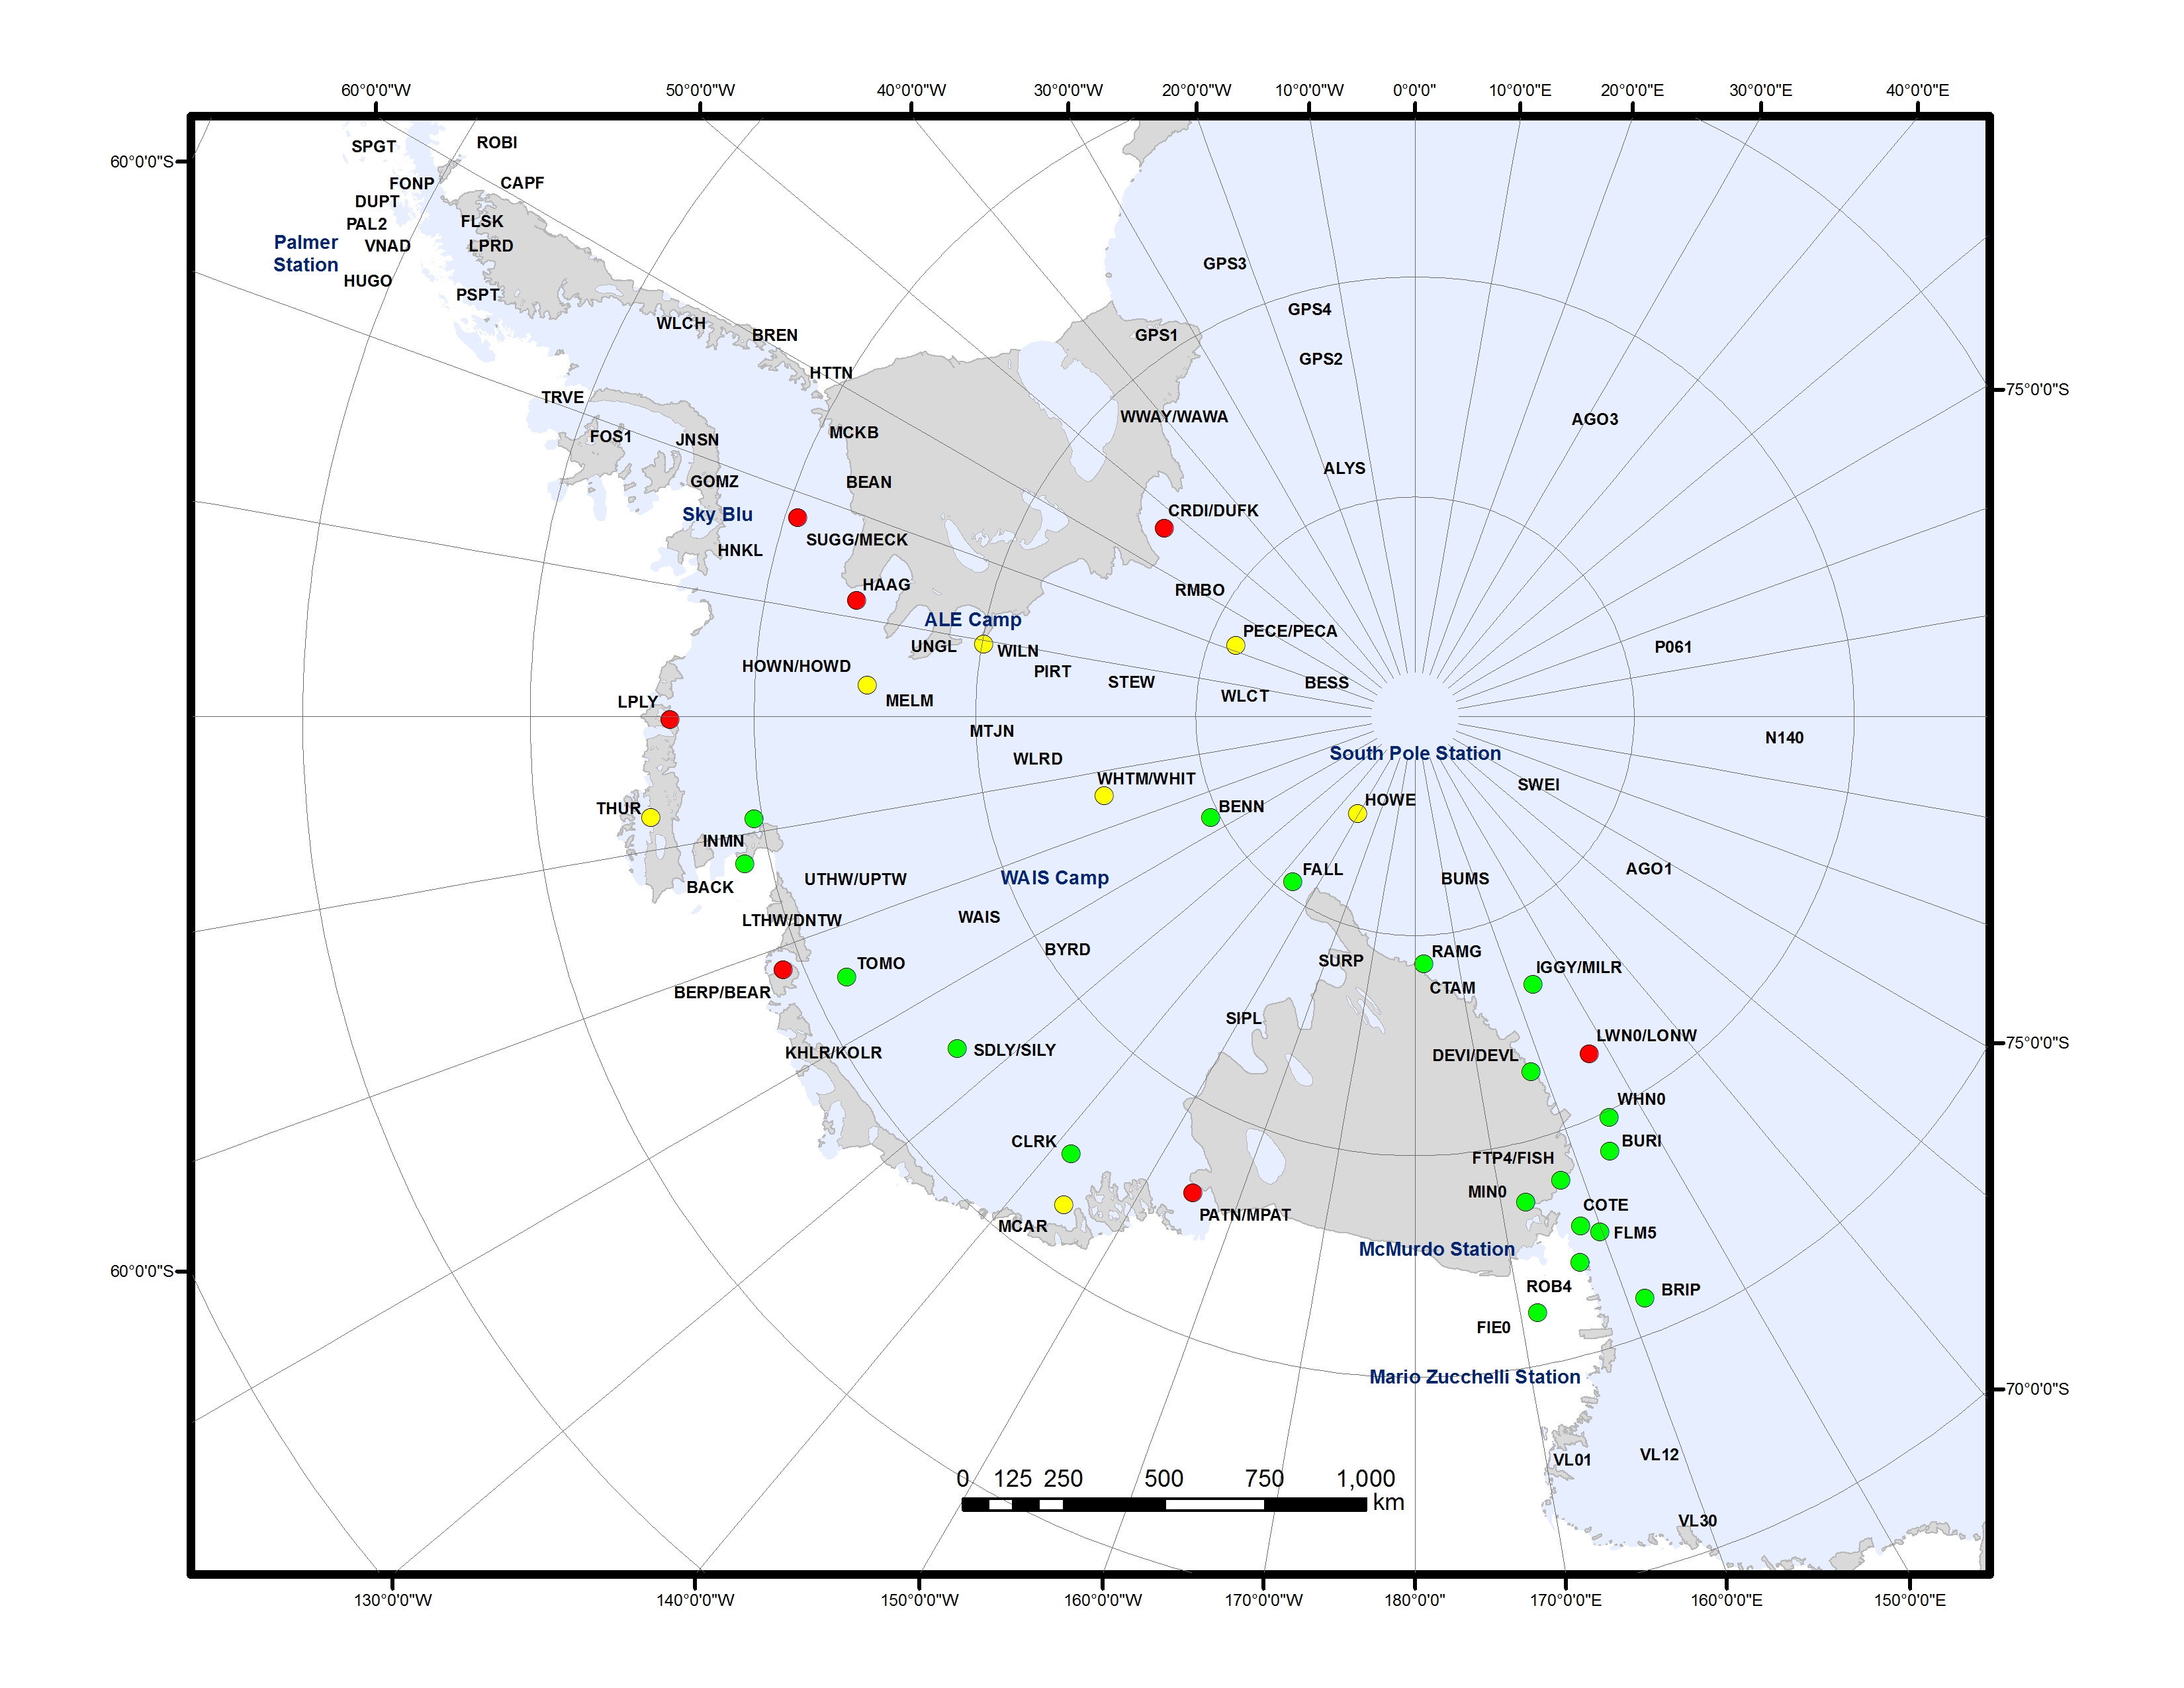 60°0'0"W
50°0'0"W
40°0'0"W
30°0'0"W
20°0'0"W
10°0'0"W
0°0'0"
10°0'0"E
20°0'0"E
30°0'0"E
40°0'0"E
60°0'0"S
SPGT
ROBI
FONP
CAPF
DUPT
PAL2
FLSK
Palmer
Station
VNAD
LPRD
HUGO
PSPT
GPS3
GPS4
WLCH
BREN
GPS1
GPS2
HTTN
75°0'0"S
TRVE
WWAY/WAWA
AGO3
FOS1
JNSN
MCKB
ALYS
GOMZ
BEAN
Sky Blu
CRDI/DUFK
SUGG/MECK
HNKL
HAAG
RMBO
ALE Camp
PECE/PECA
UNGL
WILN
P061
HOWN/HOWD
PIRT
STEW
BESS
WLCT
LPLY
MELM
MTJN
N140
South Pole Station
WLRD
WHTM/WHIT
SWEI
THUR
BENN
HOWE
INMN
FALL
AGO1
BACK
UTHW/UPTW
WAIS Camp
BUMS
LTHW/DNTW
WAIS
BYRD
RAMG
TOMO
SURP
IGGY/MILR
BERP/BEAR
CTAM
SIPL
LWN0/LONW
75°0'0"S
KHLR/KOLR
SDLY/SILY
DEVI/DEVL
WHN0
CLRK
BURI
FTP4/FISH
MIN0
COTE
MCAR
PATN/MPAT
FLM5
McMurdo Station
60°0'0"S
ROB4
BRIP
FIE0
Mario Zucchelli Station
70°0'0"S
VL01
VL12
0
125
250
500
750
1,000
km
VL30
130°0'0"W
140°0'0"W
150°0'0"W
160°0'0"W
170°0'0"W
180°0'0"
170°0'0"E
160°0'0"E
150°0'0"E